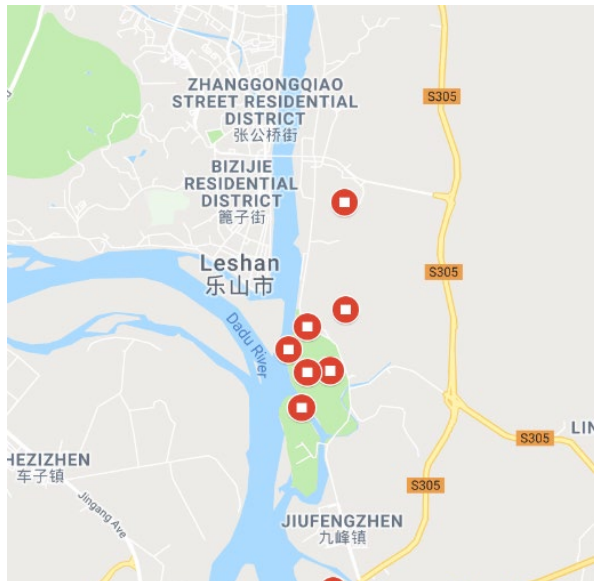 ZHANGGONGQIAO
STREET RESIDENTIAL
DISTRICT
张公桥街
S305
BIZIJIE
RESIDENTIAL
DISTRICT
篦子街
Leshan
乐山市
S305
Dadu River
HEZIZHEN
车子镇
LIN
S305
Jingang Ave
S305
JIUFENGZHEN
九峰镇